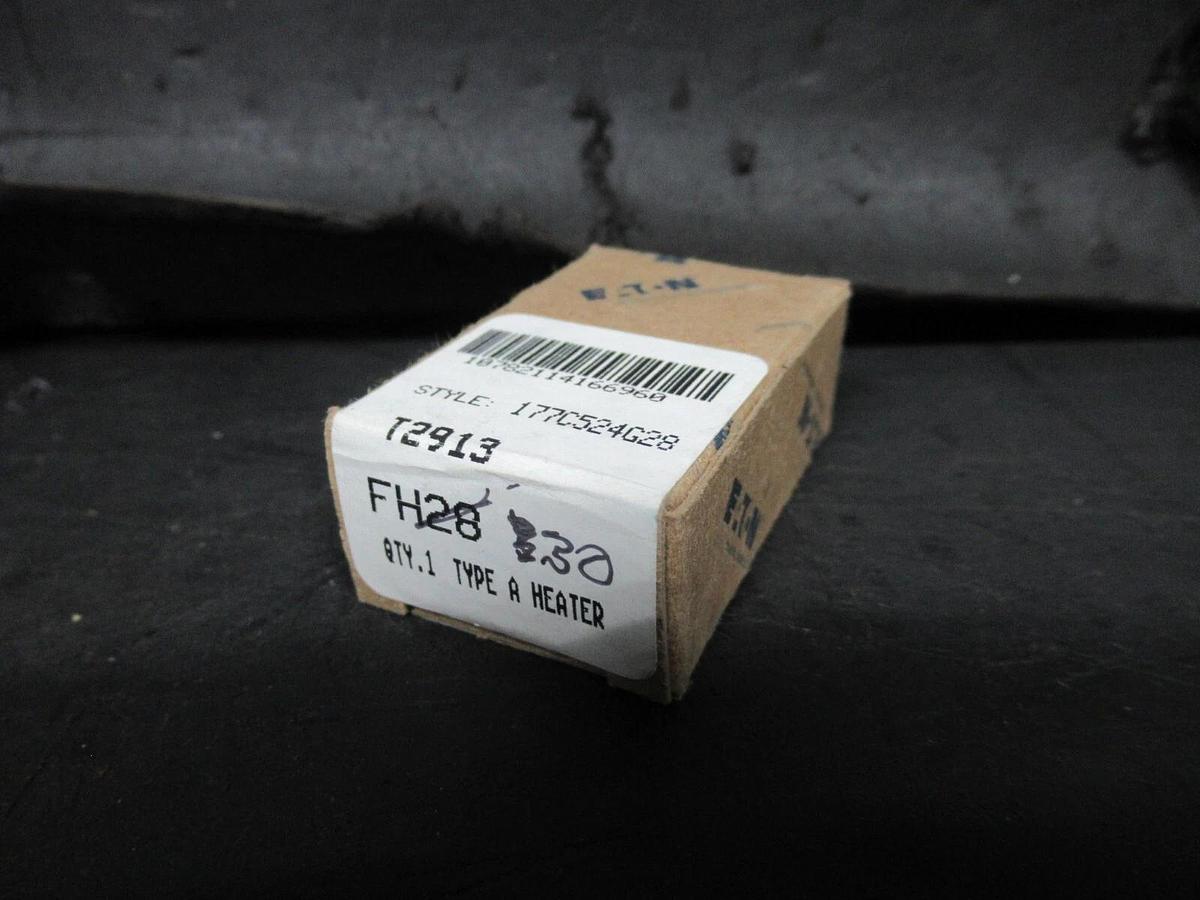 E·T·N
10782114166960
STYLE: 177C524G28
T2913
FH28 30
QTY.1 TYPE A HEATER
E·T·N